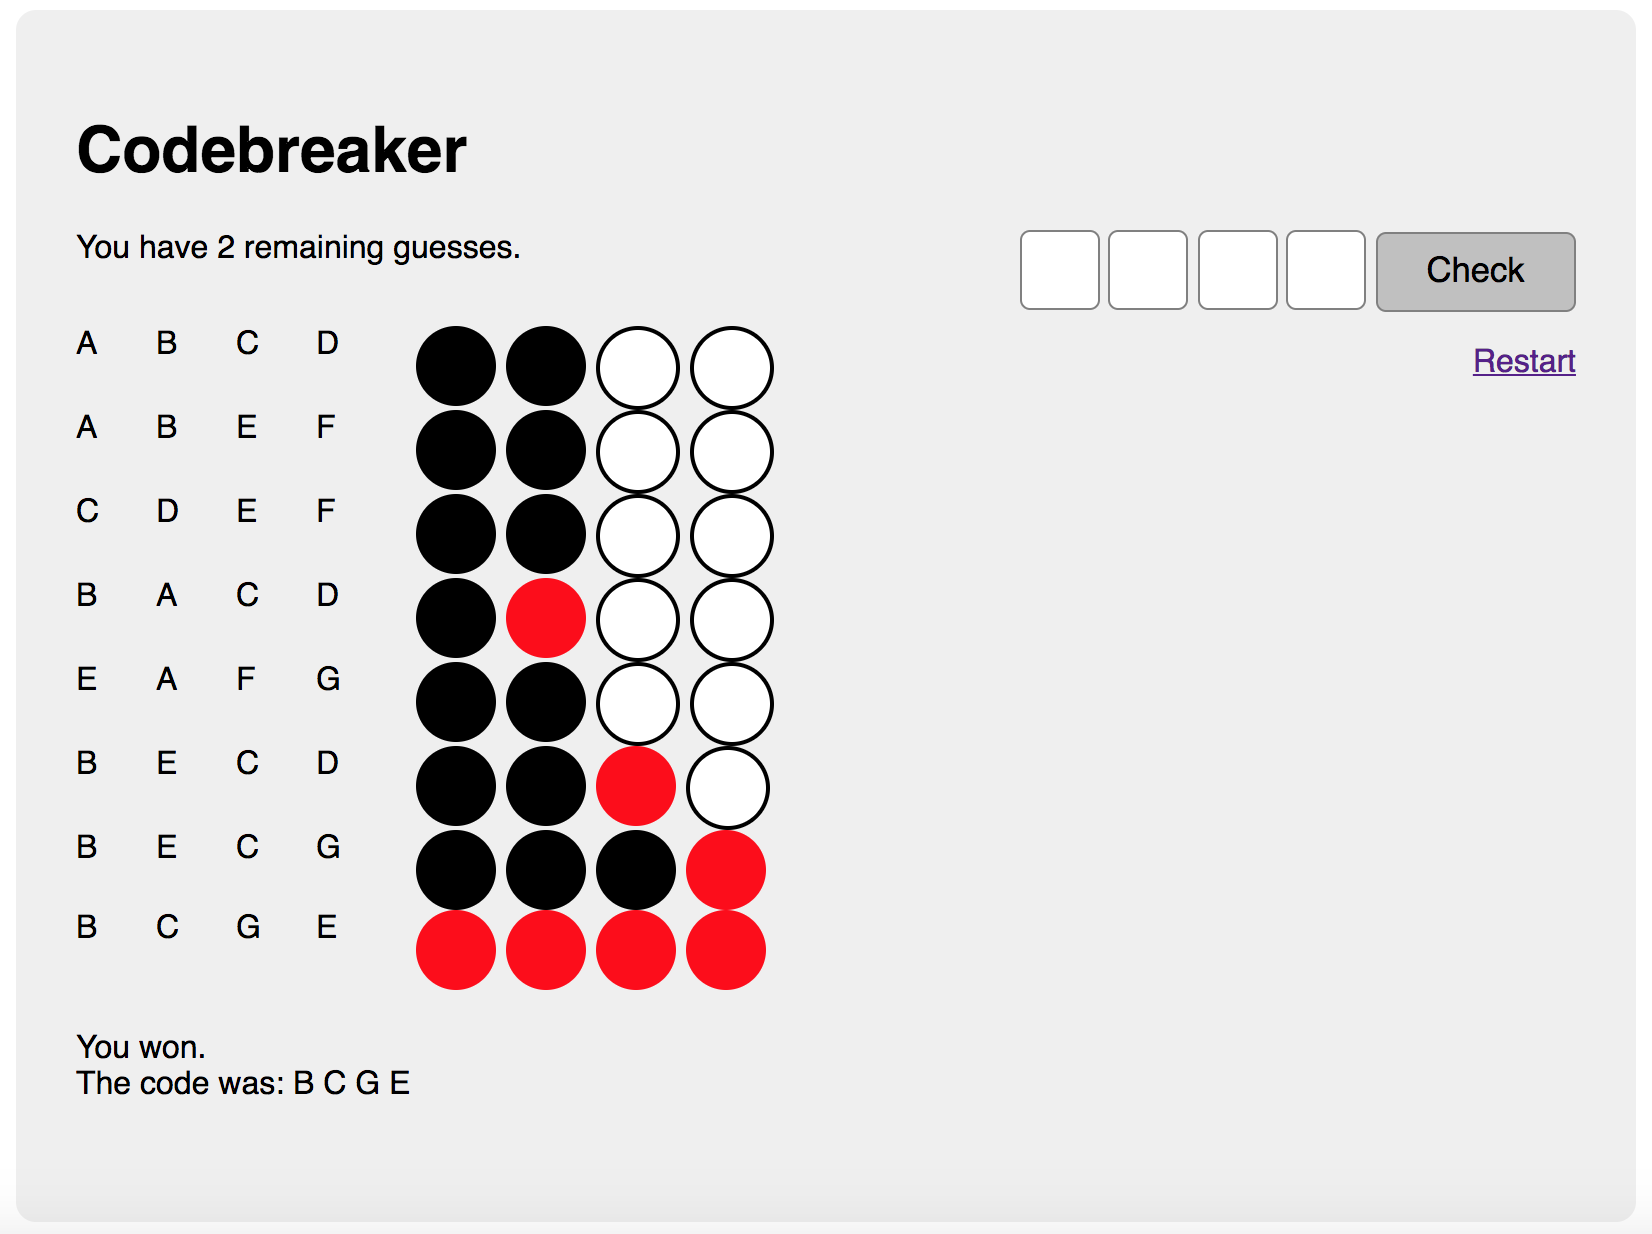 Codebreaker
You have 2 remaining guesses.
Check
Restart
A B C D
A B E F
C D E F
B A C D
E A F G
B E C D
B E C G
B C G E
You won.
The code was: B C G E